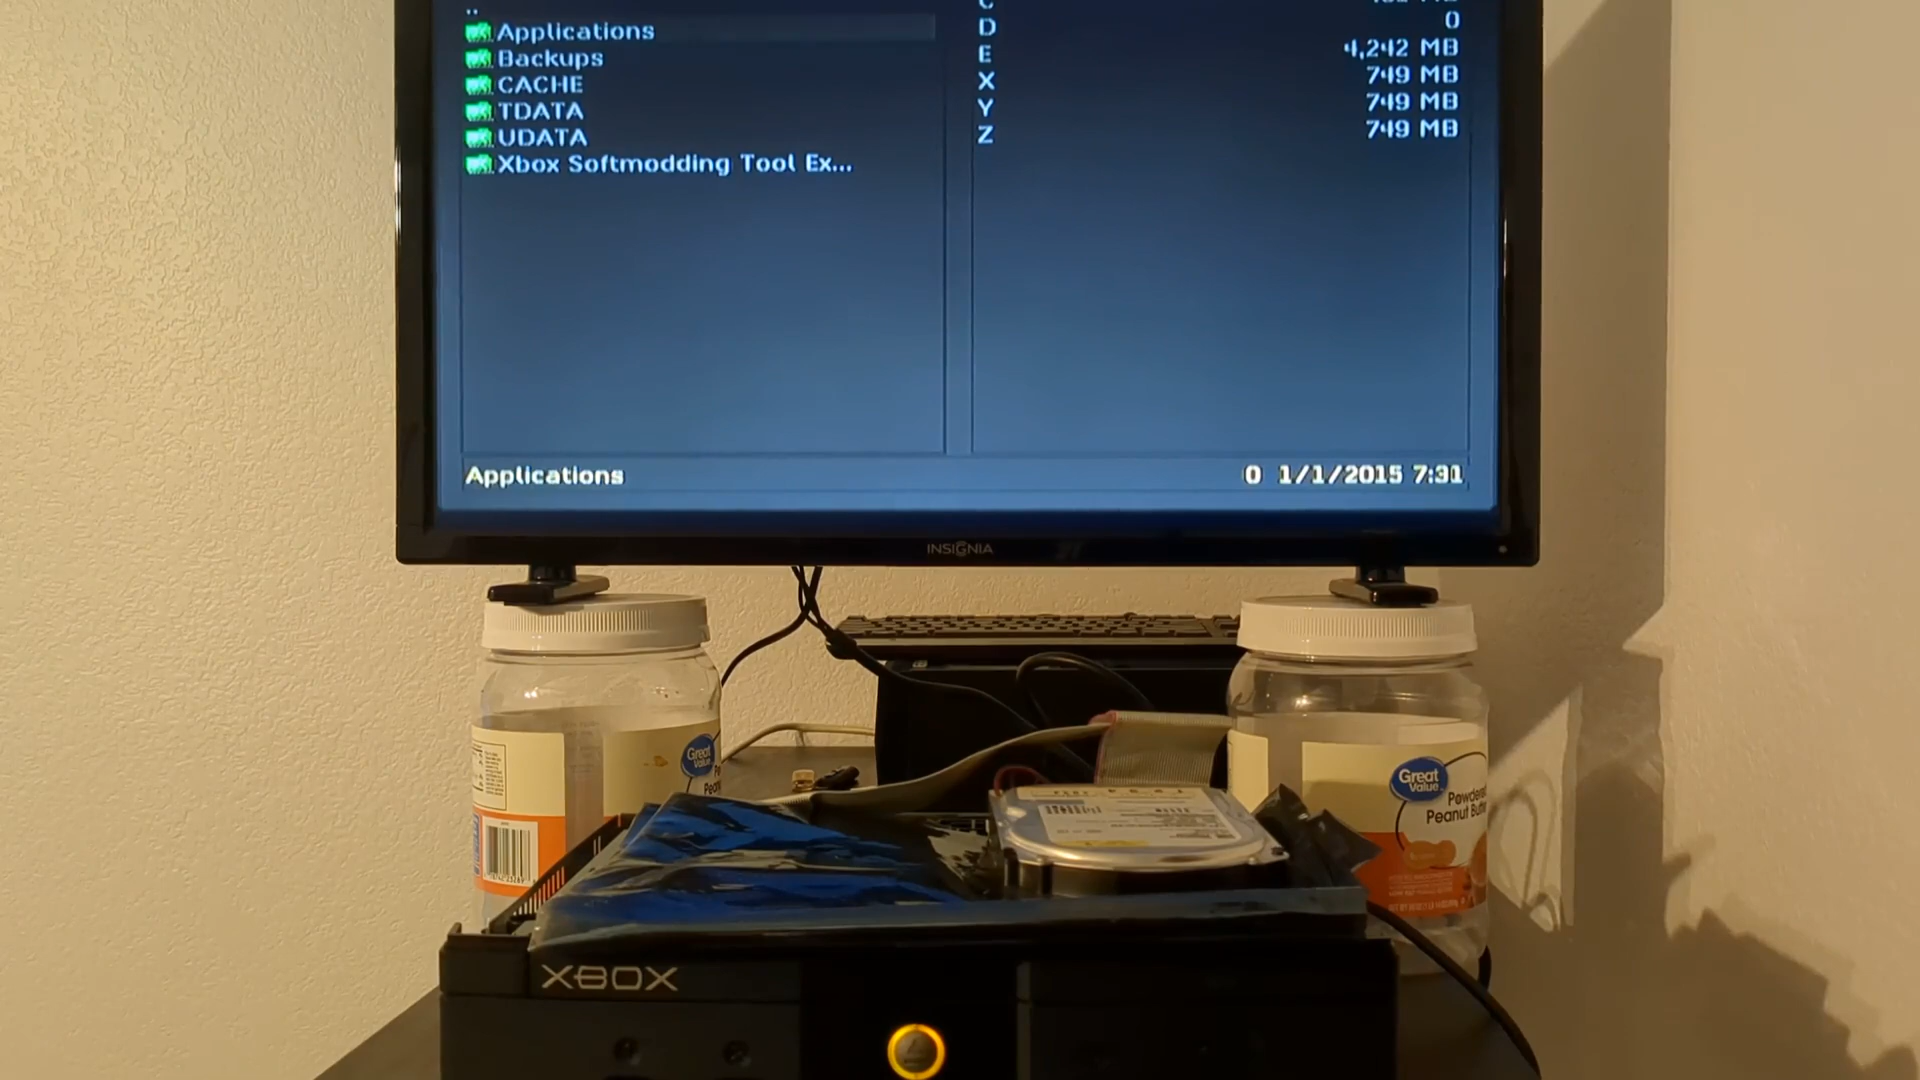 ..
Applications
Backups
CACHE
TDATA
UDATA
Xbox Softmodding Tool Ex...
C
D 0
E 4,242 MB
X 749 MB
Y 749 MB
Z 749 MB
Applications
0 1/1/2015 7:31
INSIGNIA
Great Value
Great Value
Powdered
Peanut Butt
XBOX